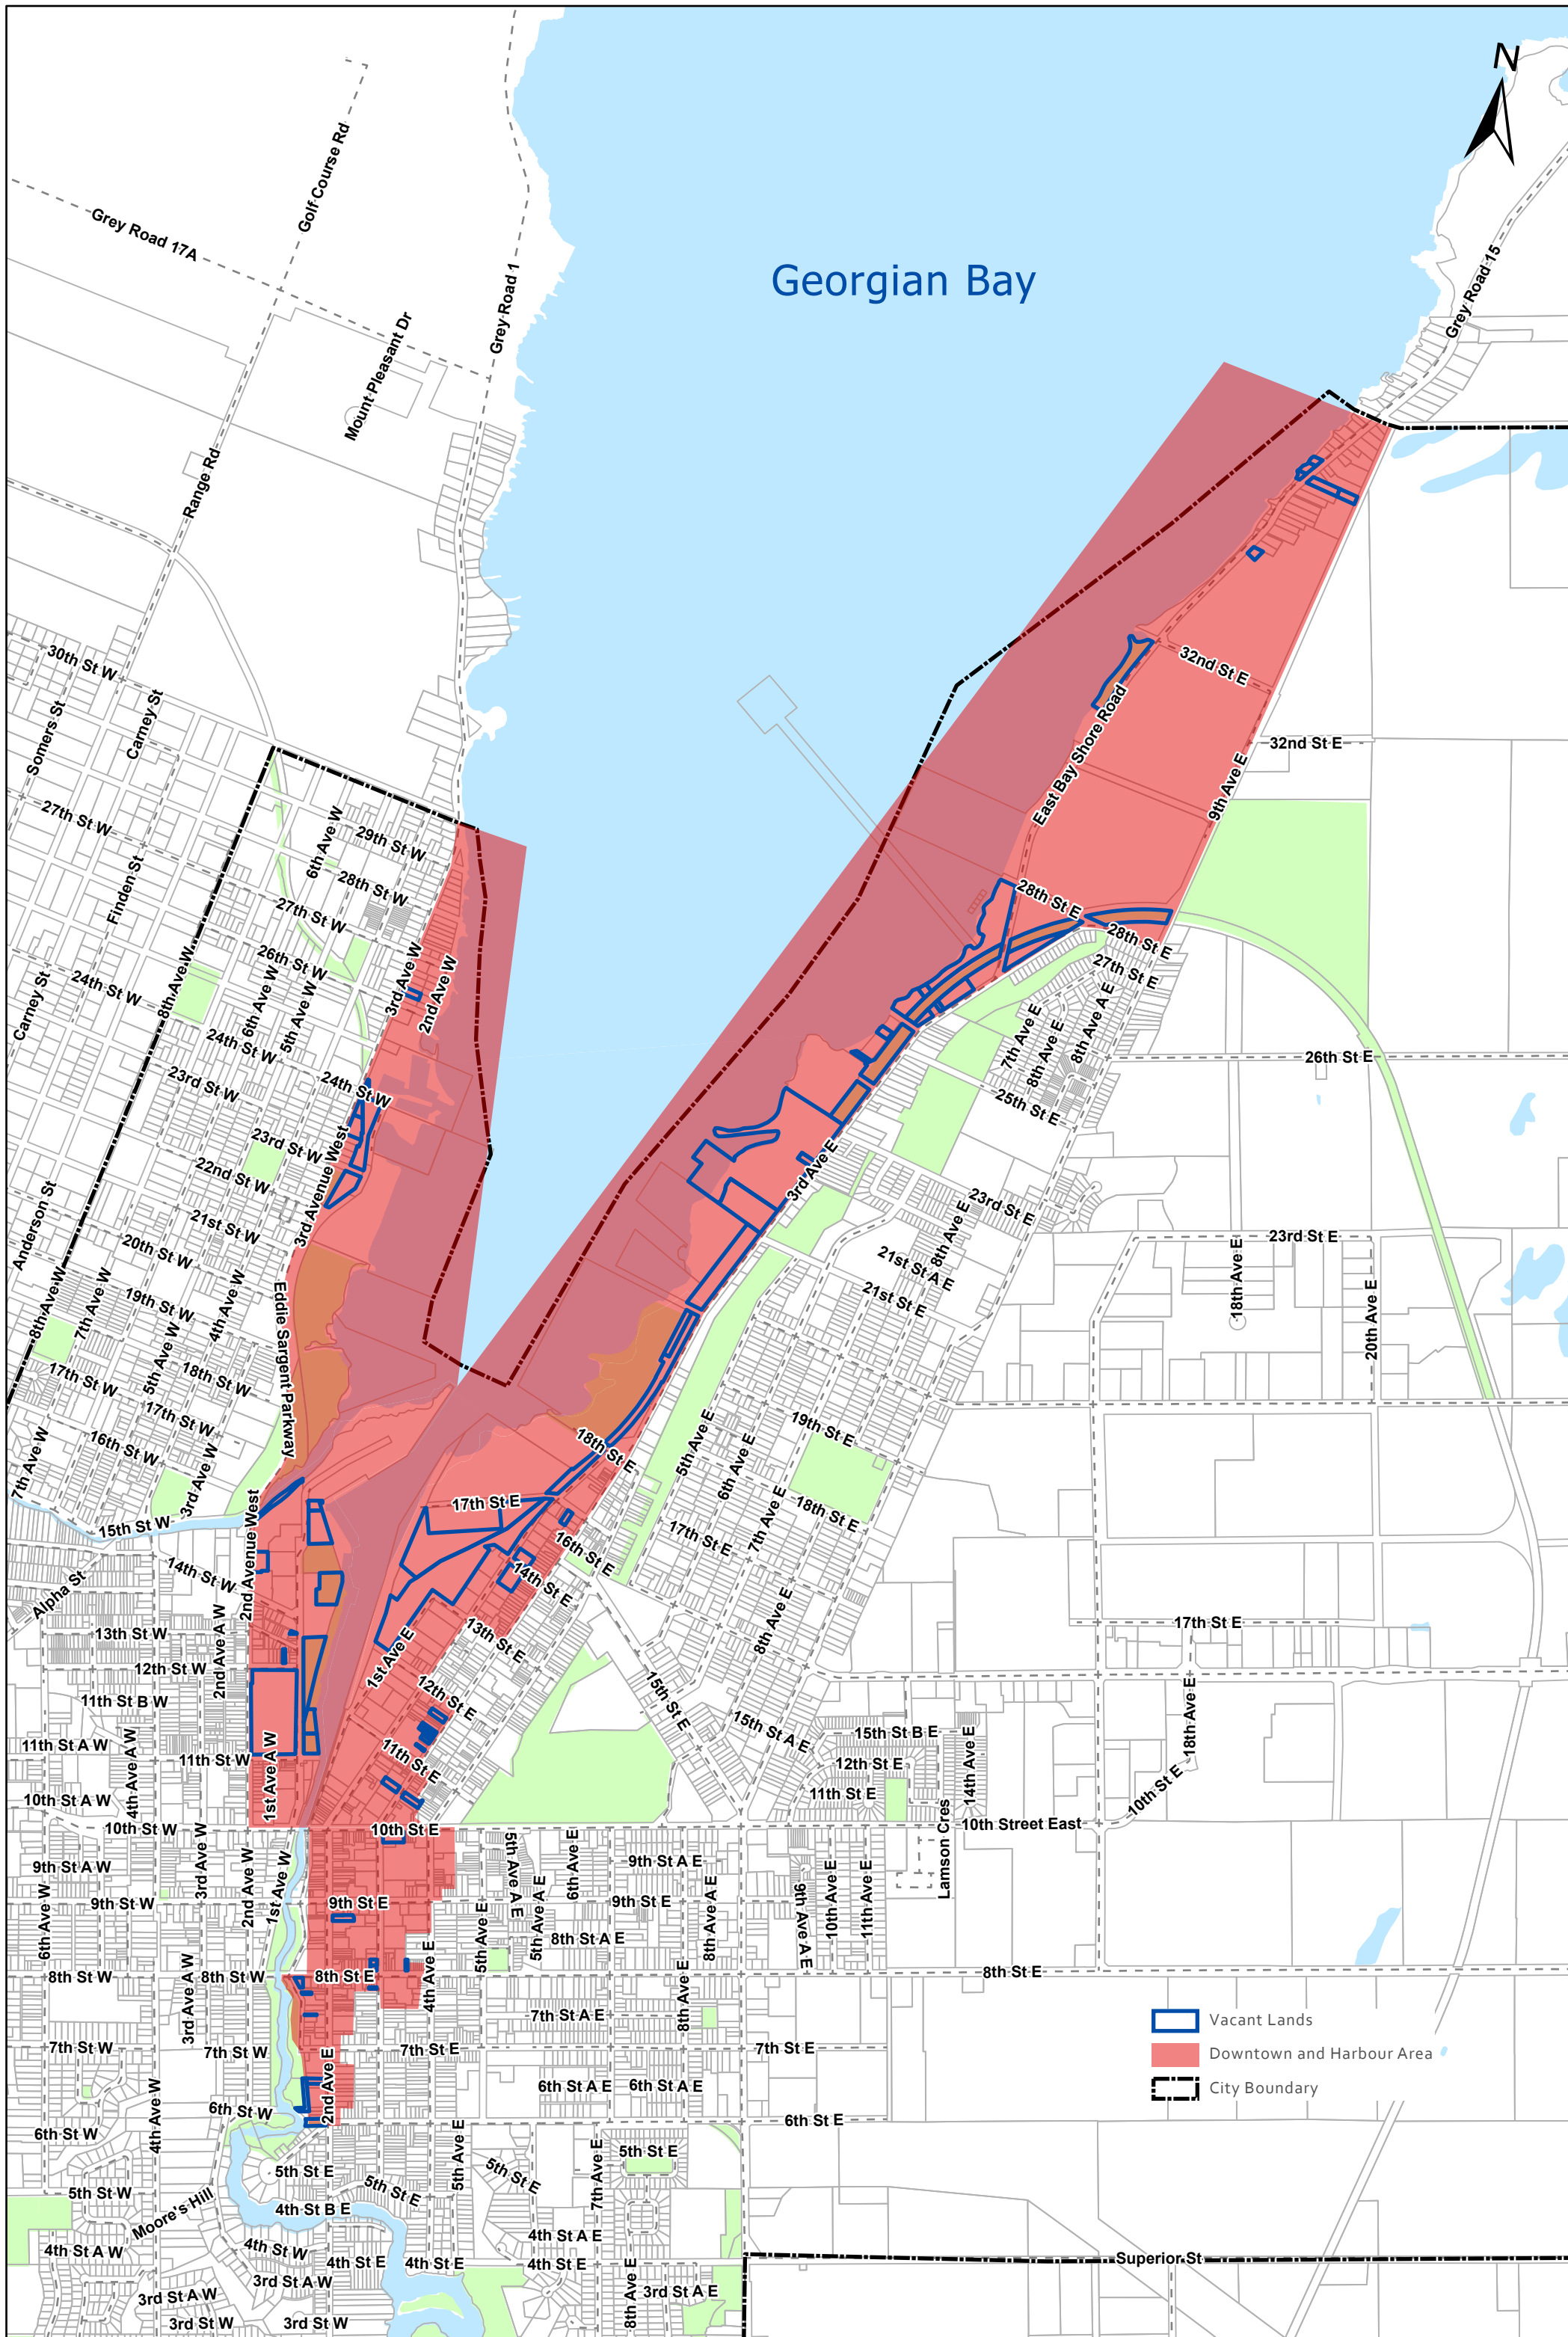 N
Golf Course Rd
Grey Road 17A
Georgian Bay
Grey Road 1
Grey Road 15
Mount Pleasant Dr
Range Rd
30th St W
Carney St
Somers St
32nd St E
32nd St E
East Bay Shore Road
9th Ave E
27th St W
6th Ave W
29th St W
28th St W
Finden St
27th St W
28th St E
28th St E
27th St E
26th St W
3rd Ave W
2nd Ave W
24th St W
8th Ave W
6th Ave W
5th Ave W
Carney St
24th St W
7th Ave E
8th Ave E
8th Ave A E
26th St E
25th St E
23rd St W
24th St W
23rd St W
22nd St W
3rd Avenue West
3rd Ave E
23rd St E
8th Ave E
23rd St E
18th Ave E
20th Ave E
Anderson St
21st St W
20th St W
21st St A E
21st St E
8th Ave W
7th Ave W
19th St W
4th Ave W
Eddie Sargent Parkway
5th Ave W
18th St W
17th St W
17th St W
16th St W
3rd Ave W
7th Ave W
5th Ave E
6th Ave E
19th St E
18th St E
18th St E
7th Ave E
17th St E
17th St E
16th St E
15th St W
2nd Avenue West
14th St W
14th St E
Alpha St
13th St W
2nd Ave A W
12th St W
11th St B W
13th St E
1st Ave E
12th St E
8th Ave E
17th St E
15th St E
15th St A E
18th Ave E
11th St A W
4th Ave A W
11th St W
1st Ave A W
11th St E
15th St B E
12th St E
11th St E
14th Ave E
10th St E
10th St A W
10th St W
10th St E
10th Street East
Lamson Cres
3rd Ave W
2nd Ave W
1st Ave W
9th St A W
9th St W
6th Ave W
9th St E
5th Ave A E
5th Ave A E
6th Ave E
9th St A E
9th St E
8th St A E
8th Ave A E
9th Ave A E
10th Ave E
11th Ave E
5th Ave E
4th Ave E
8th St W
3rd Ave A W
8th St W
8th St E
8th St E
8th Ave E
7th St A E
7th St W
7th St W
7th St E
7th St E
2nd Ave E
6th St A E
6th St A E
6th St W
6th St W
4th Ave W
6th St E
Vacant Lands
Downtown and Harbour Area
City Boundary
5th St E
5th Ave E
5th St E
5th St E
7th Ave E
5th St E
5th St W
Moore's Hill
4th St B E
4th St A W
4th St W
4th St E
4th St E
4th St A E
4th St E
8th Ave E
3rd St A E
Superior St
3rd St A W
3rd St A W
3rd St W
3rd St W